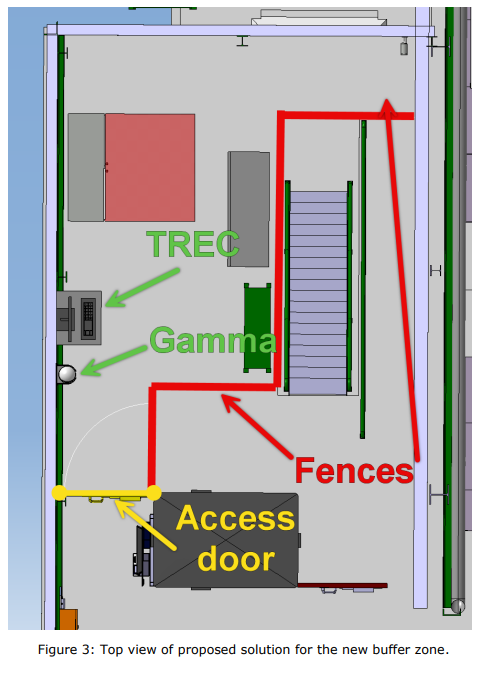 TREC
Gamma
Fences
Access
door
Figure 3: Top view of proposed solution for the new buffer zone.